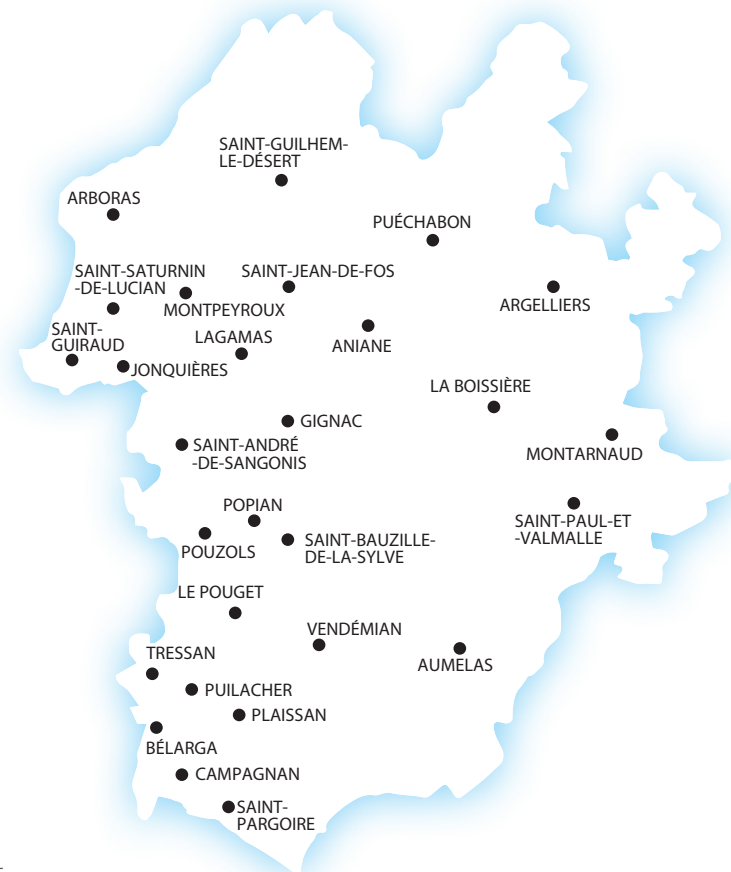 SAINT-GUILHEM-
LE-DÉSERT
ARBORAS
PUÉCHABON
SAINT-SATURNIN
-DE-LUCIAN
SAINT-JEAN-DE-FOS
MONTPEYROUX
ARGELLIERS
SAINT-
GUIRAUD
LAGAMAS
ANIANE
JONQUIÈRES
LA BOISSIÈRE
GIGNAC
SAINT-ANDRÉ
-DE-SANGONIS
MONTARNAUD
POPIAN
SAINT-PAUL-ET
-VALMALLE
POUZOLS
SAINT-BAUZILLE-
DE-LA-SYLVE
LE POUGET
VENDÉMIAN
TRESSAN
AUMELAS
PUILACHER
PLAISSAN
BÉLARGA
CAMPAGNAN
SAINT-
PARGOIRE